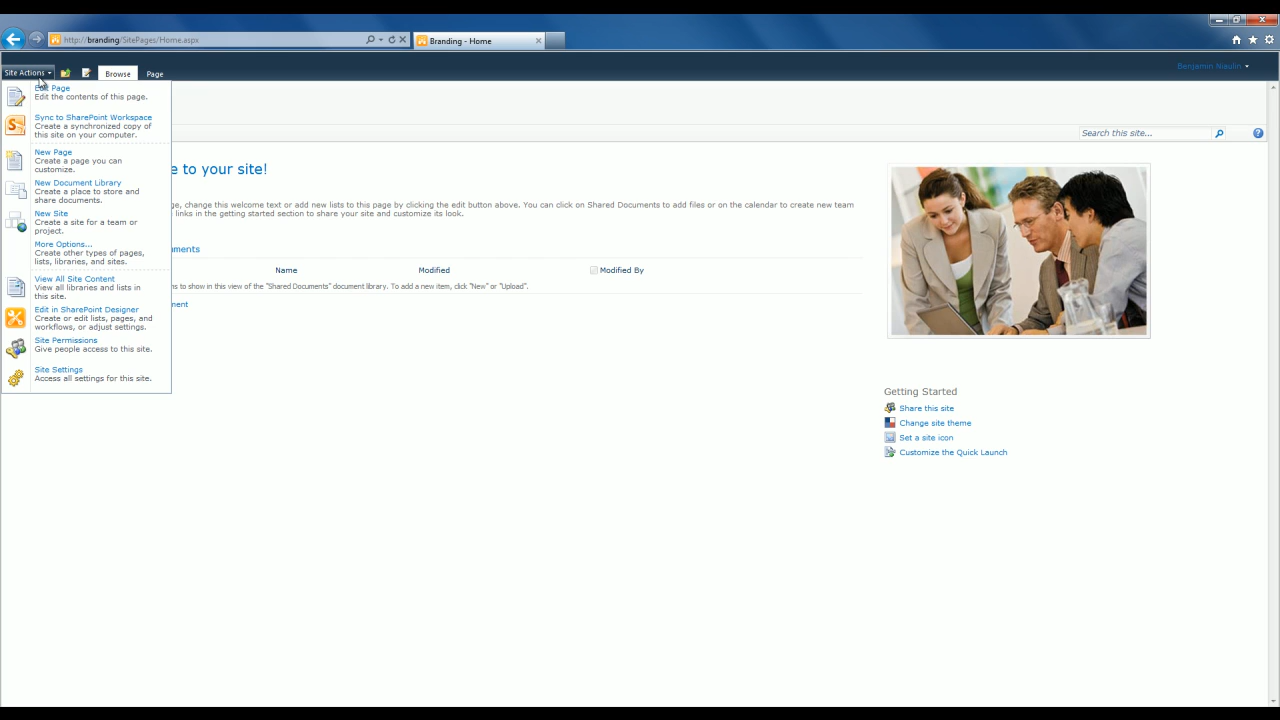 http://branding/SitePages/Home.aspx
Branding - Home
Site Actions
Browse
Page
Benjamin Niaulin
Edit Page
Edit the contents of this page.
Sync to SharePoint Workspace
Create a synchronized copy of
this site on your computer.
New Page
Create a page you can
customize.
New Document Library
Create a place to store and
share documents.
New Site
Create a site for a team or
project.
More Options...
Create other types of pages,
lists, libraries, and sites.
View All Site Content
View all libraries and lists in
this site.
Edit in SharePoint Designer
Create or edit lists, pages, and
workflows, or adjust settings.
Site Permissions
Give people access to this site.
Site Settings
Access all settings for this site.
Search this site...
e to your site!
ge, change this welcome text or add new lists to this page by clicking the edit button above. You can click on Shared Documents to add files or on the calendar to create new team
links in the getting started section to share your site and customize its look.
ments
Name Modified Modified By
ns to show in this view of the "Shared Documents" document library. To add a new item, click "New" or "Upload".
ment
Getting Started
Share this site
Change site theme
Set a site icon
Customize the Quick Launch